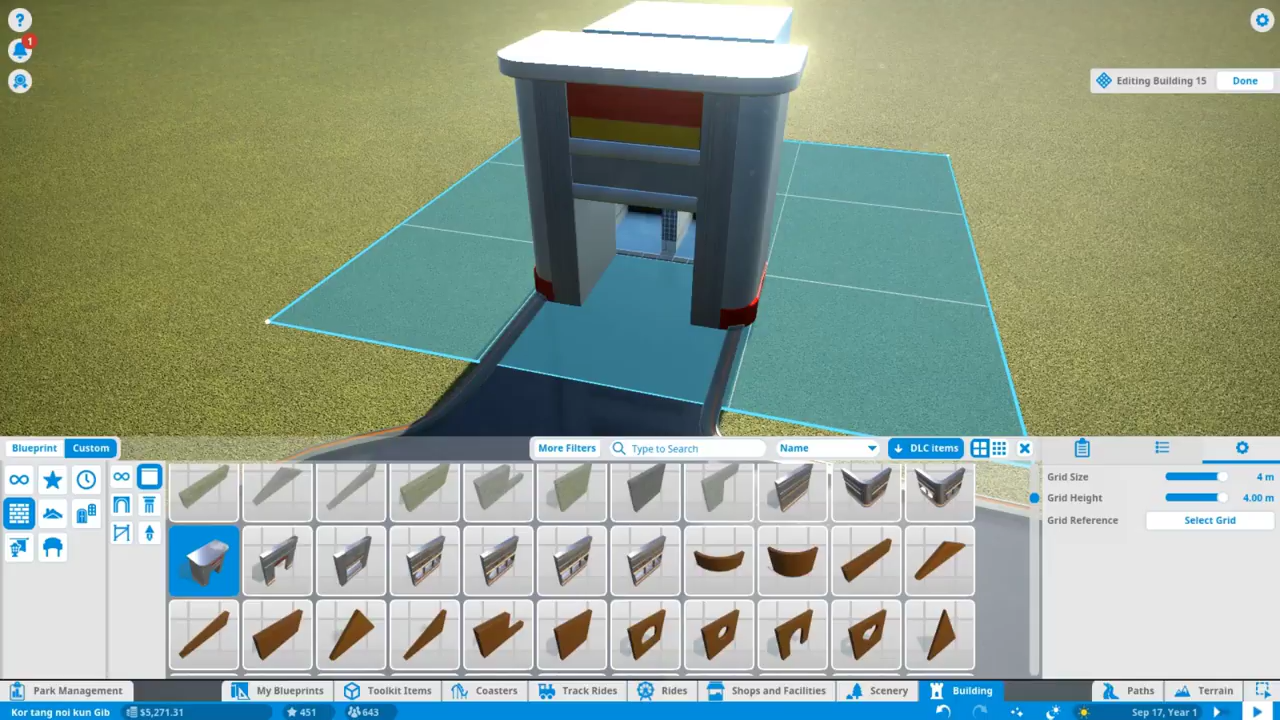 ?
1
Editing Building 15
Done
Blueprint
Custom
More Filters
Type to Search
Name
DLC items
Grid Size
4 m
Grid Height
4.00 m
Grid Reference
Select Grid
Park Management
My Blueprints
Toolkit Items
Coasters
Track Rides
Rides
Shops and Facilities
Scenery
Building
Paths
Terrain
Kor tang noi kun Gib
$5,271.31
451
643
Sep 17, Year 1